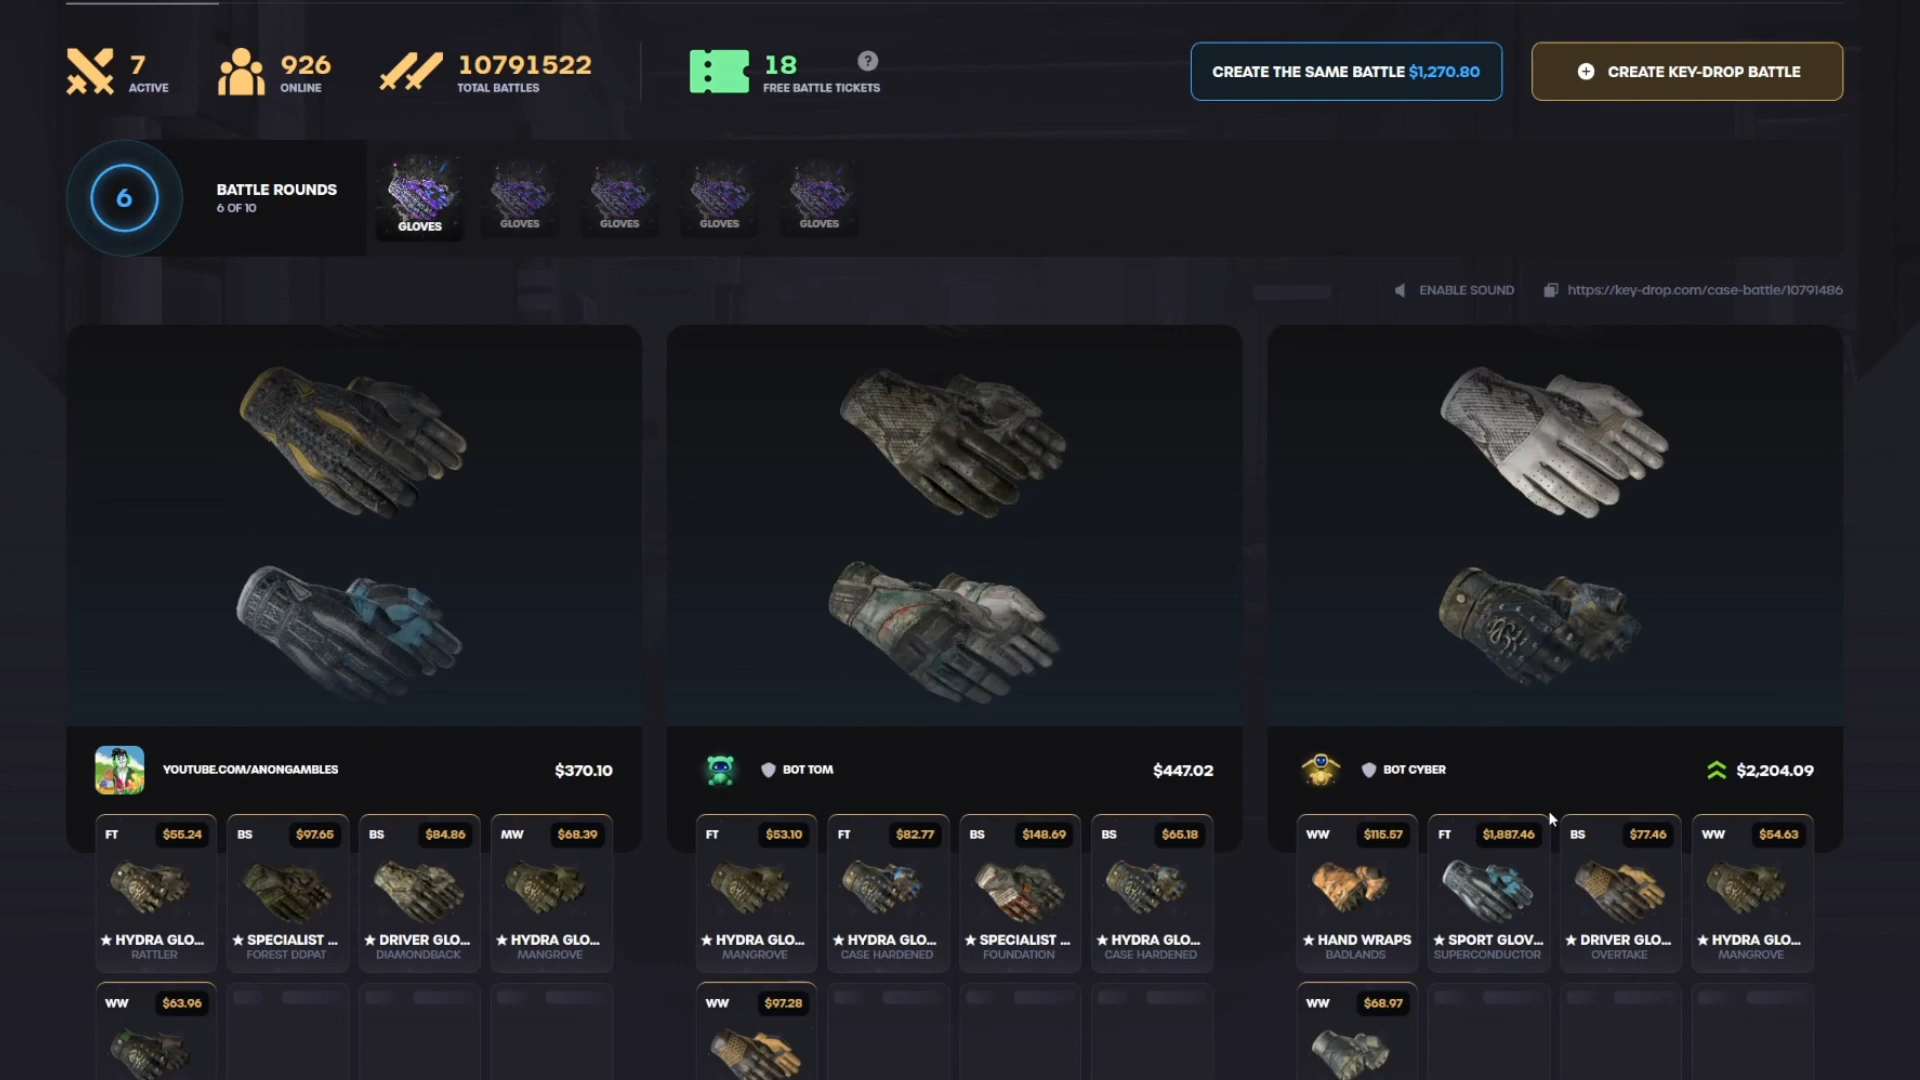 7
ACTIVE
926
ONLINE
10791522
TOTAL BATTLES
18
?
FREE BATTLE TICKETS
CREATE THE SAME BATTLE $1,270.80
CREATE KEY-DROP BATTLE
6
BATTLE ROUNDS
6 OF 10
GLOVES
GLOVES
GLOVES
GLOVES
GLOVES
ENABLE SOUND
https://key-drop.com/case-battle/10791486
YOUTUBE.COM/ANONGAMBLES
$370.10
BOT TOM
$447.02
BOT CYBER
$2,204.09
FT $55.24
★ HYDRA GLO...
RATTLER
BS $97.65
★ SPECIALIST ...
FOREST DDPAT
BS $84.86
★ DRIVER GLO...
DIAMONDBACK
MW $68.39
★ HYDRA GLO...
MANGROVE
FT $53.10
★ HYDRA GLO...
MANGROVE
FT $82.77
★ HYDRA GLO...
CASE HARDENED
BS $148.69
★ SPECIALIST ...
FOUNDATION
BS $65.18
★ HYDRA GLO...
CASE HARDENED
WW $115.57
★ HAND WRAPS
BADLANDS
FT $1,887.46
★ SPORT GLOV...
SUPERCONDUCTOR
BS $77.46
★ DRIVER GLO...
OVERTAKE
WW $54.63
★ HYDRA GLO...
MANGROVE
WW $63.96
WW $97.28
WW $68.97